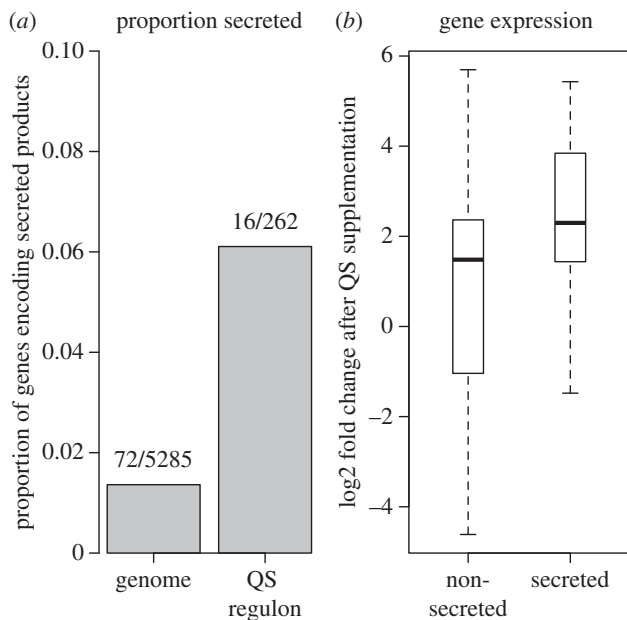 (a) proportion secreted
proportion of genes encoding secreted products
0.10
0.08
0.06
0.04
0.02
0
72/5285
16/262
genome
QS
regulon
(b) gene expression
log2 fold change after QS supplementation
6
4
2
0
−2
−4
non-
secreted
secreted